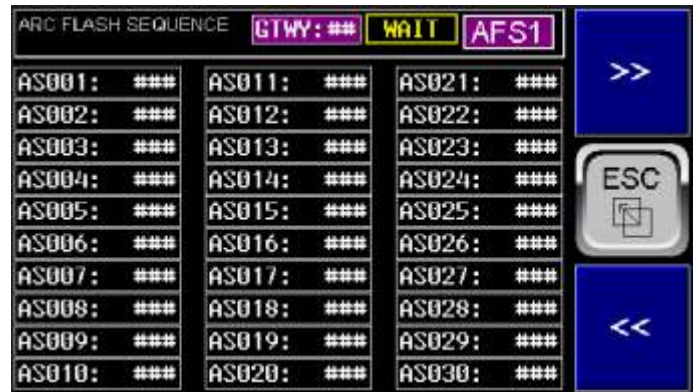 ARC FLASH SEQUENCE GTWY:## WAIT AFS1
>>
AS001: ### AS011: ### AS021: ###
AS002: ### AS012: ### AS022: ###
AS003: ### AS013: ### AS023: ###
AS004: ### AS014: ### AS024: ###
AS005: ### AS015: ### AS025: ###
AS006: ### AS016: ### AS026: ###
AS007: ### AS017: ### AS027: ###
AS008: ### AS018: ### AS028: ###
AS009: ### AS019: ### AS029: ###
AS010: ### AS020: ### AS030: ###
ESC
<<